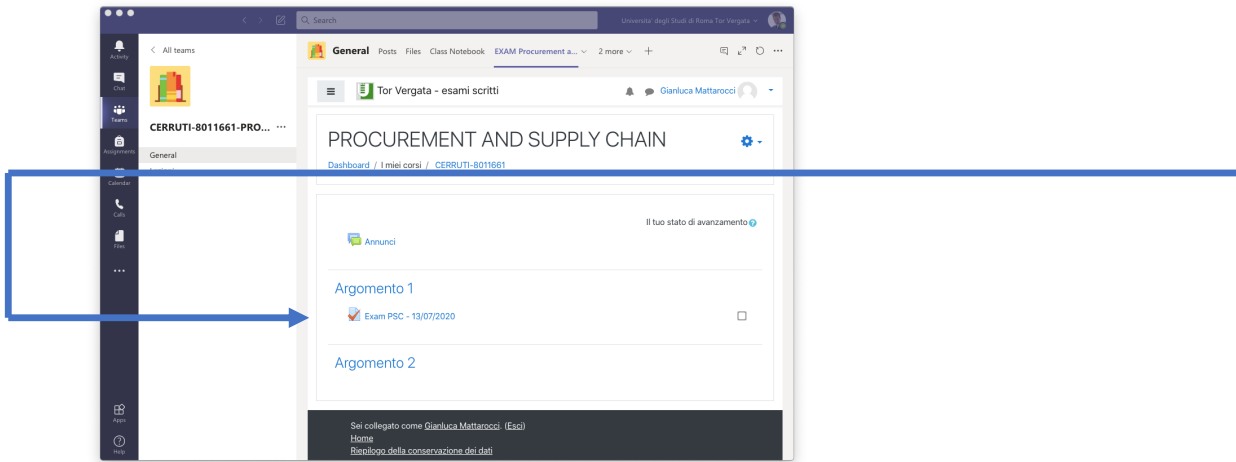 Search
Universita' degli Studi di Roma Tor Vergata
Activity
Chat
Teams
Assignments
Calendar
Calls
Files
Apps
Help
All teams
CERRUTI-8011661-PRO... ...
General
General Posts Files Class Notebook EXAM Procurement a... 2 more +
Tor Vergata - esami scritti
Gianluca Mattarocci
PROCUREMENT AND SUPPLY CHAIN
Dashboard / I miei corsi / CERRUTI-8011661
Il tuo stato di avanzamento
Annunci
Argomento 1
Exam PSC - 13/07/2020
Argomento 2
Sei collegato come Gianluca Mattarocci. (Esci)
Home
Riepilogo della conservazione dei dati